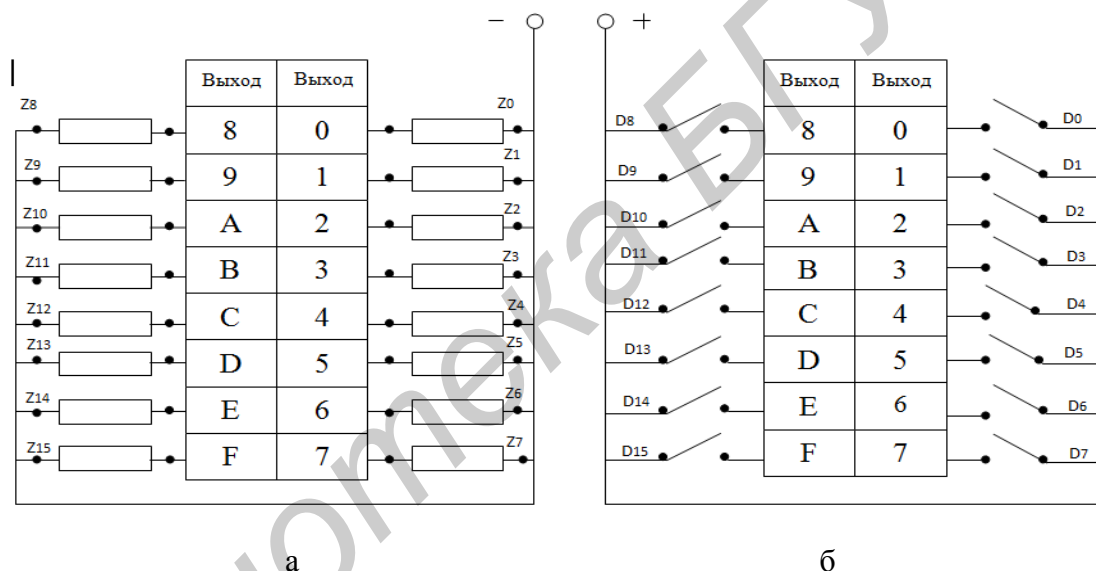 − +
Выход Выход
Z8 8 0 Z0
Z9 9 1 Z1
Z10 A 2 Z2
Z11 B 3 Z3
Z12 C 4 Z4
Z13 D 5 Z5
Z14 E 6 Z6
Z15 F 7 Z7
а
Выход Выход
D8 8 0 D0
D9 9 1 D1
D10 A 2 D2
D11 B 3 D3
D12 C 4 D4
D13 D 5 D5
D14 E 6 D6
D15 F 7 D7
б
отека БГУ